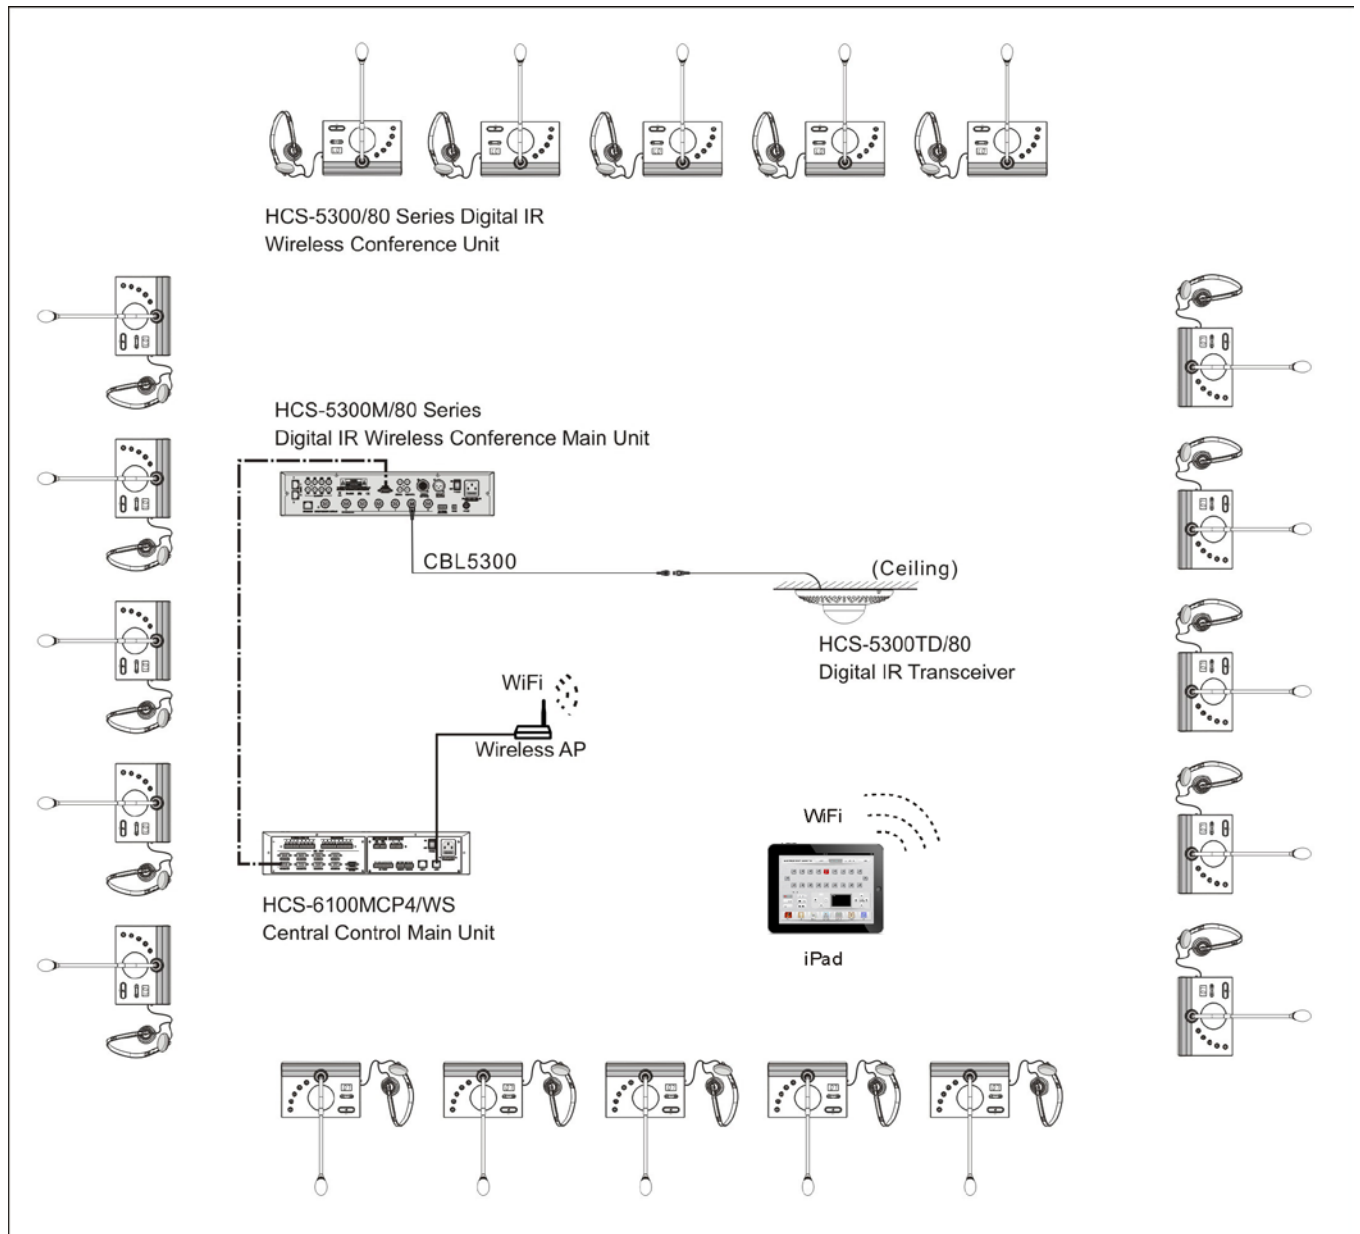 HCS-5300/80 Series Digital IR
Wireless Conference Unit
HCS-5300M/80 Series
Digital IR Wireless Conference Main Unit
CBL5300
(Ceiling)
HCS-5300TD/80
Digital IR Transceiver
WiFi
Wireless AP
WiFi
HCS-6100MCP4/WS
Central Control Main Unit
iPad